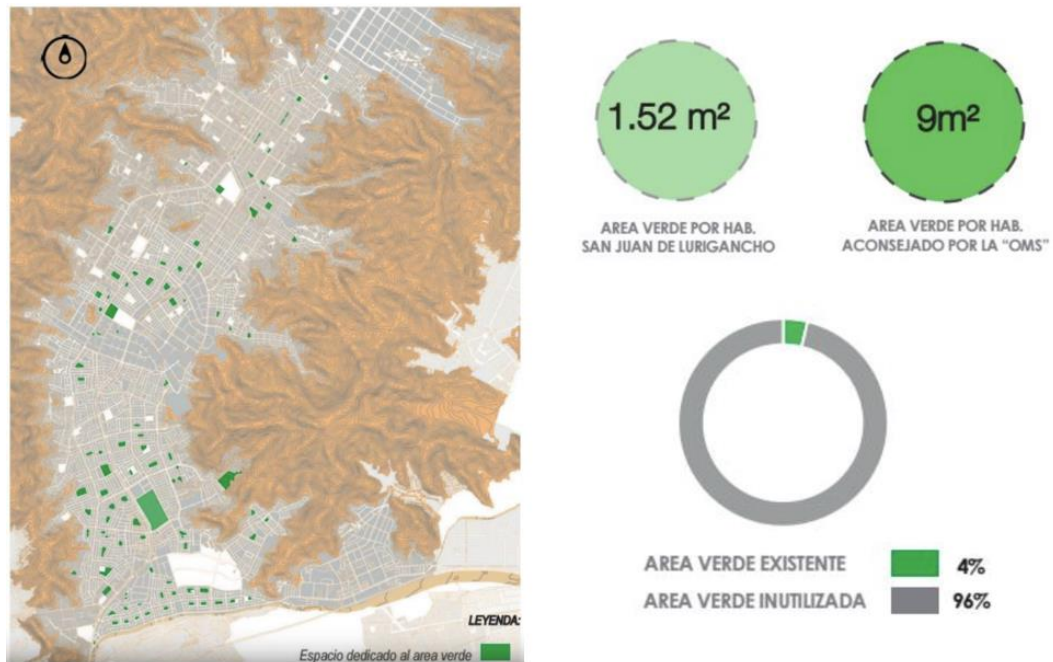 1.52 m²
9m²
AREA VERDE POR HAB.
SAN JUAN DE LURIGANCHO
AREA VERDE POR HAB.
ACONSEJADO POR LA “OMS”
AREA VERDE EXISTENTE 4%
AREA VERDE INUTILIZADA 96%
LEYENDA:
Espacio dedicado al area verde